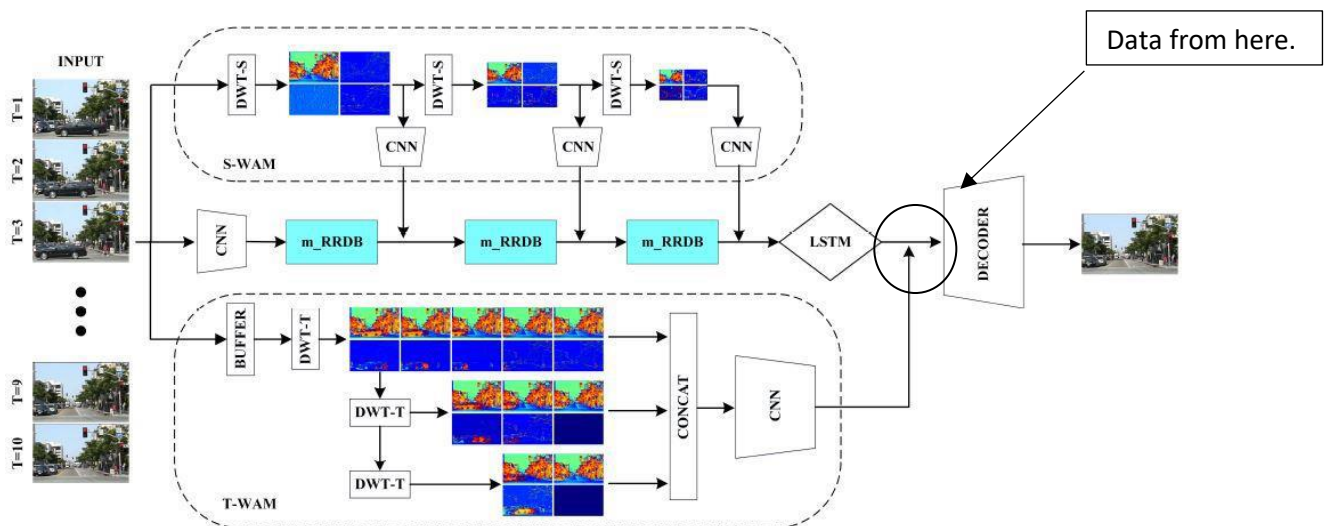 Data from here.
INPUT
T=1
T=2
T=3
T=9
T=10
DWT-S
DWT-S
DWT-S
CNN
CNN
CNN
S-WAM
CNN
m_RRDB
m_RRDB
m_RRDB
LSTM
DECODER
BUFFER
DWT-T
DWT-T
DWT-T
CONCAT
CNN
T-WAM